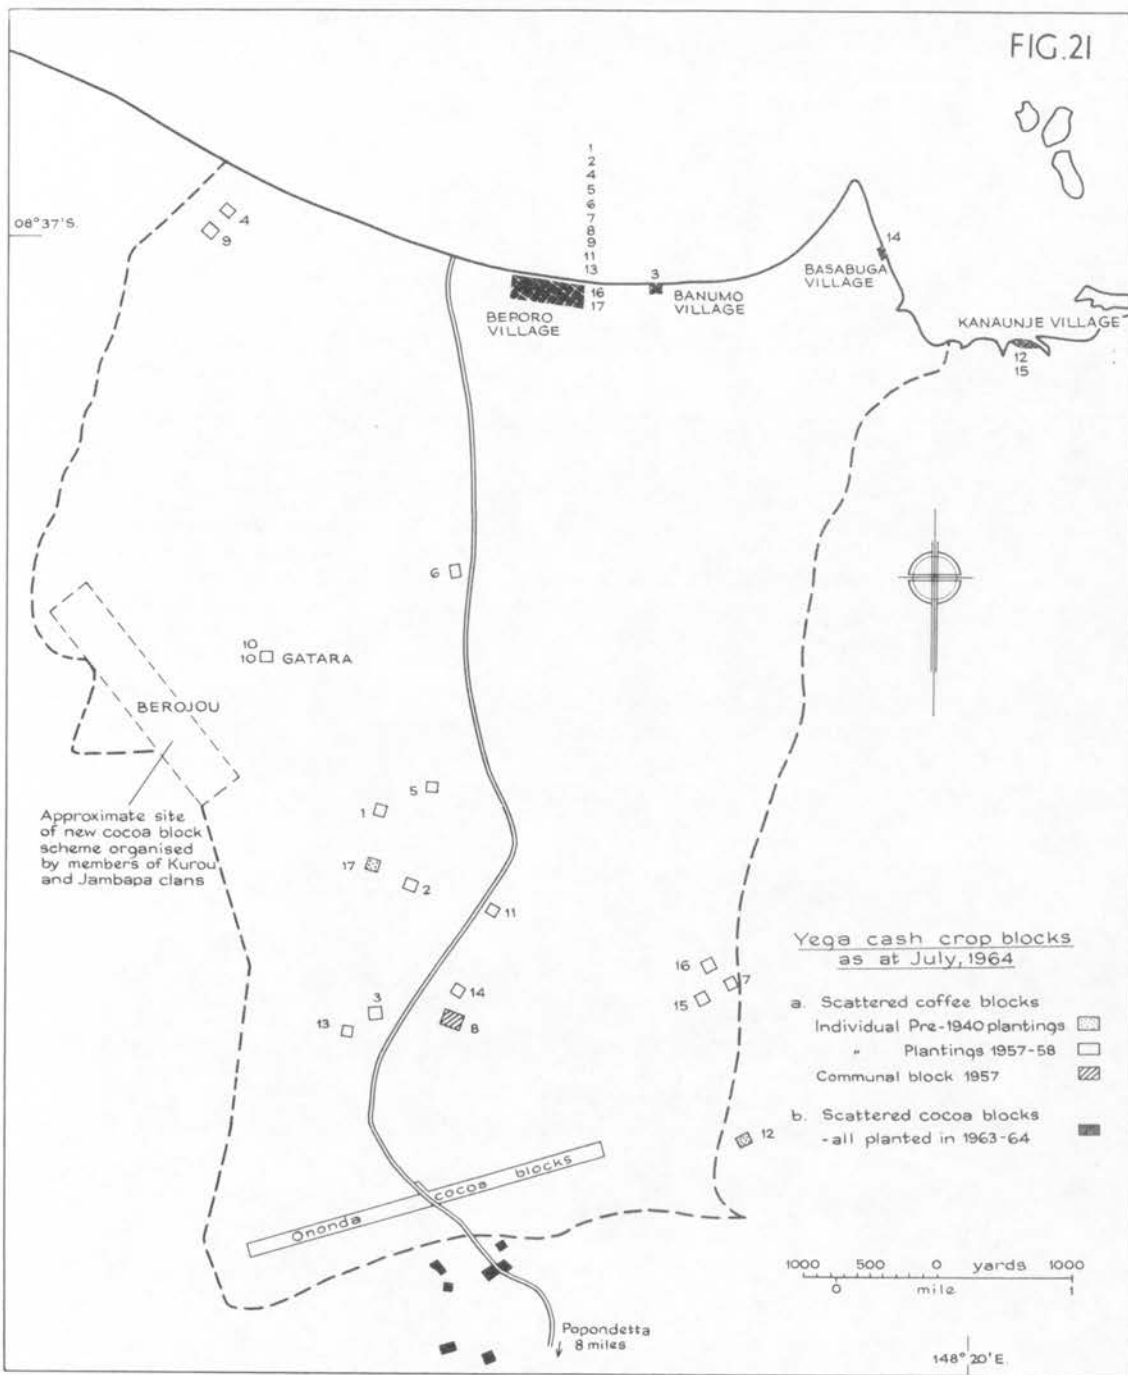 FIG.21
08°37'S.
4
9
1
2
4
5
6
7
8
9
11
13
16
17
BEPORO
VILLAGE
3
BANUMO
VILLAGE
14
BASABUGA
VILLAGE
KANAUNJE VILLAGE
12
15
6
10
10 GATARA
BEROJOU
Approximate site
of new cocoa block
scheme organised
by members of Kurou
and Jambapa clans
5
1
17
2
11
3
13
14
8
16
7
15
12
Yega cash crop blocks
as at July, 1964
a. Scattered coffee blocks
Individual Pre-1940 plantings
" Plantings 1957-58
Communal block 1957
b. Scattered cocoa blocks
-all planted in 1963-64
Ononda cocoa blocks
1000 0 yards 1000
0 mile 1
Popondetta
8 miles
148°20'E.